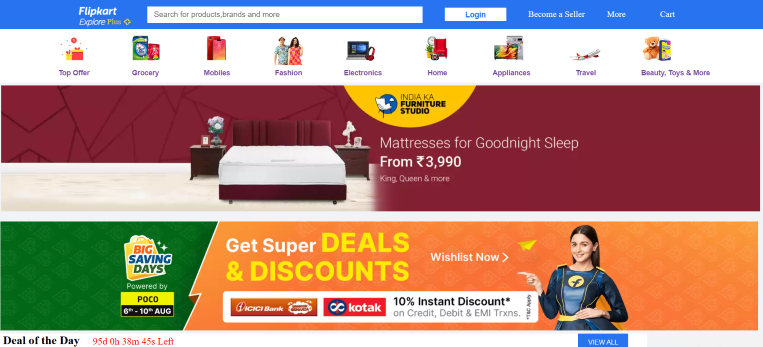 Flipkart
Explore Plus
Search for products,brands and more
Login
Become a Seller
More
Cart
Top Offer
Grocery
Mobiles
Fashion
Electronics
Home
Appliances
Travel
Beauty, Toys & More
INDIA KA
FURNITURE
STUDIO
Mattresses for Goodnight Sleep
From ₹3,990
King, Queen & more
BIG
SAVING
DAYS
Powered by
POCO
6th - 10th AUG
Get Super DEALS
& DISCOUNTS
Wishlist Now >
ICICI Bank
kotak
10% Instant Discount*
on Credit, Debit & EMI Trxns.
*T&C Apply
Deal of the Day
95d 0h 38m 45s Left
VIEW ALL